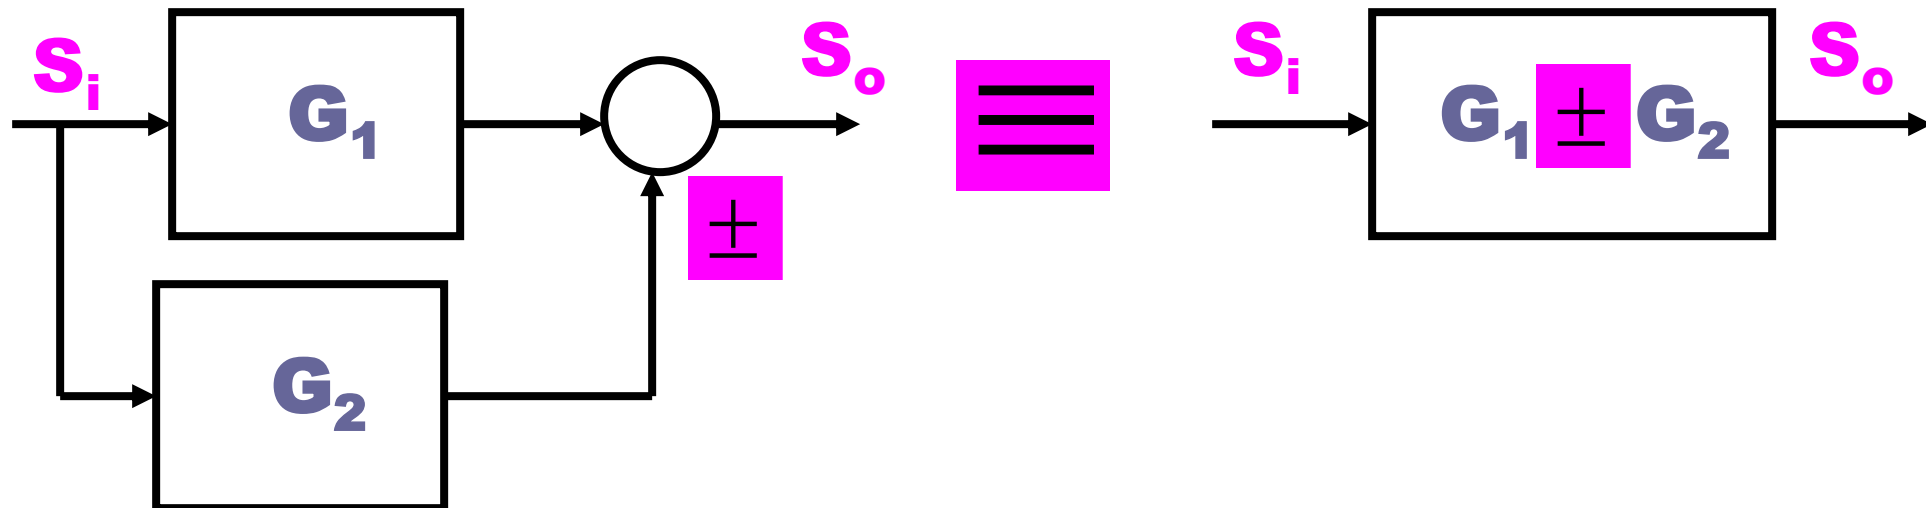 Si G1 So
±
G2
≡
Si G1 ± G2 So